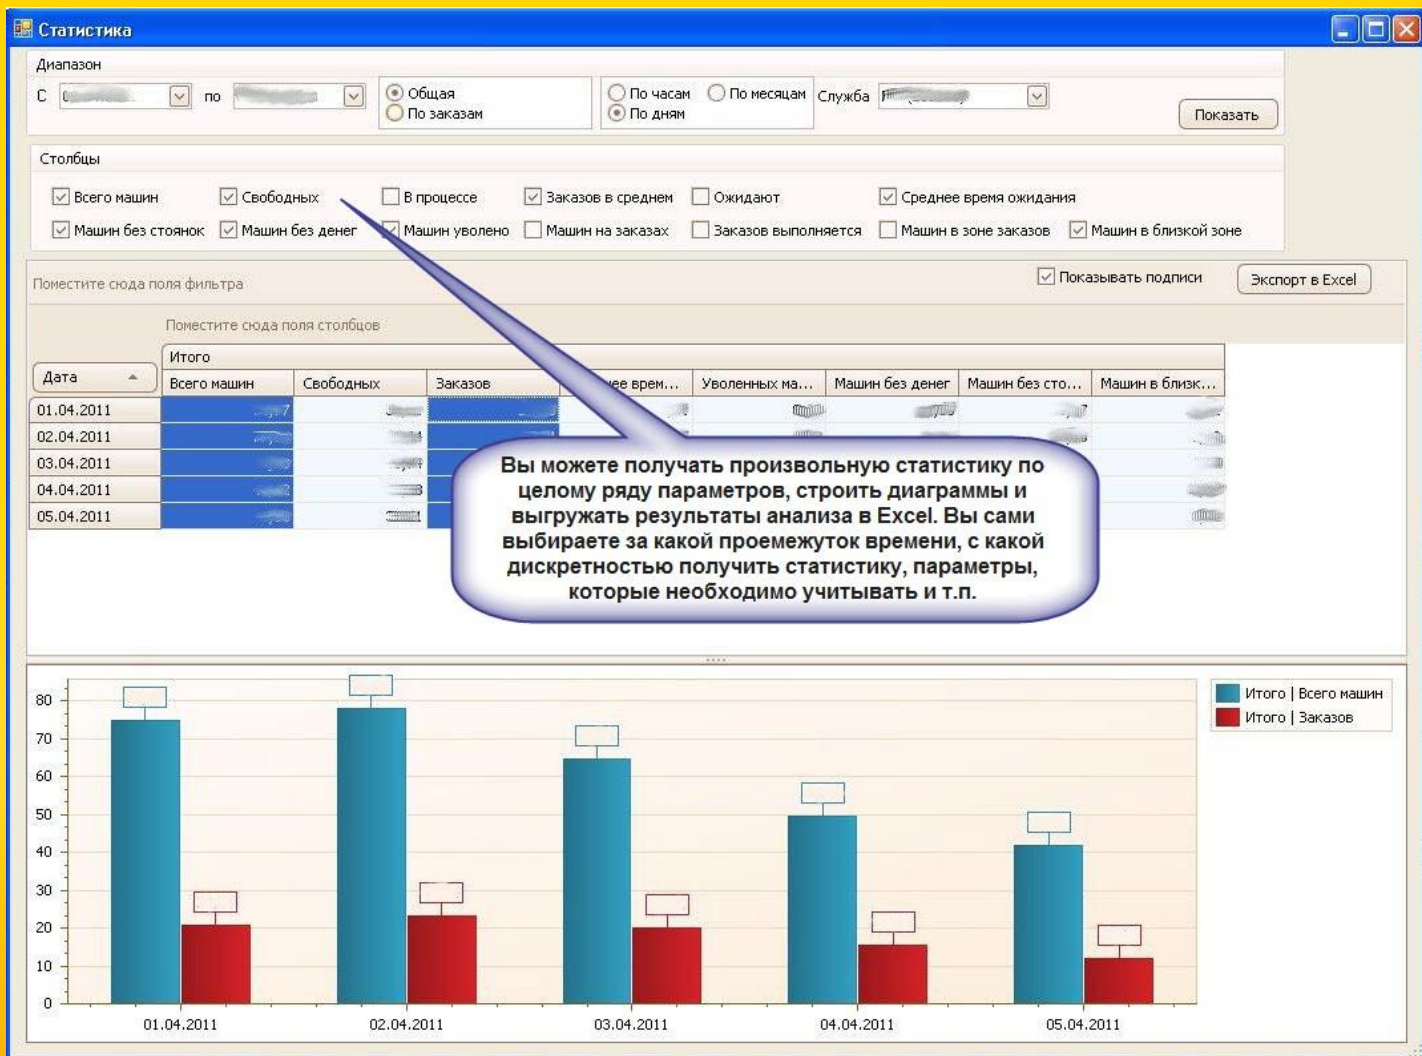 Статистика
Диапазон
С по Общая По часам По месяцам Служба
По заказам По дням Показать
Столбцы
Всего машин Свободных В процессе Заказов в среднем Ожидают Среднее время ожидания
Машин без стоянок Машин без денег Машин уволено Машин на заказах Заказов выполняется Машин в зоне заказов Машин в близкой зоне
Поместите сюда поля фильтра Показывать подписи Экспорт в Excel
Поместите сюда поля столбцов
Итого
Дата Всего машин Свободных Заказов нее врем... Уволенных ма... Машин без денег Машин без сто... Машин в близк...
01.04.2011
02.04.2011
03.04.2011
04.04.2011
05.04.2011
Вы можете получать произвольную статистику по
целому ряду параметров, строить диаграммы и
выгружать результаты анализа в Excel. Вы сами
выбираете за какой проемежуток времени, с какой
дискретностью получить статистику, параметры,
которые необходимо учитывать и т.п.
80
70
60
50
40
30
20
10
0
01.04.2011 02.04.2011 03.04.2011 04.04.2011 05.04.2011
Итого | Всего машин
Итого | Заказов